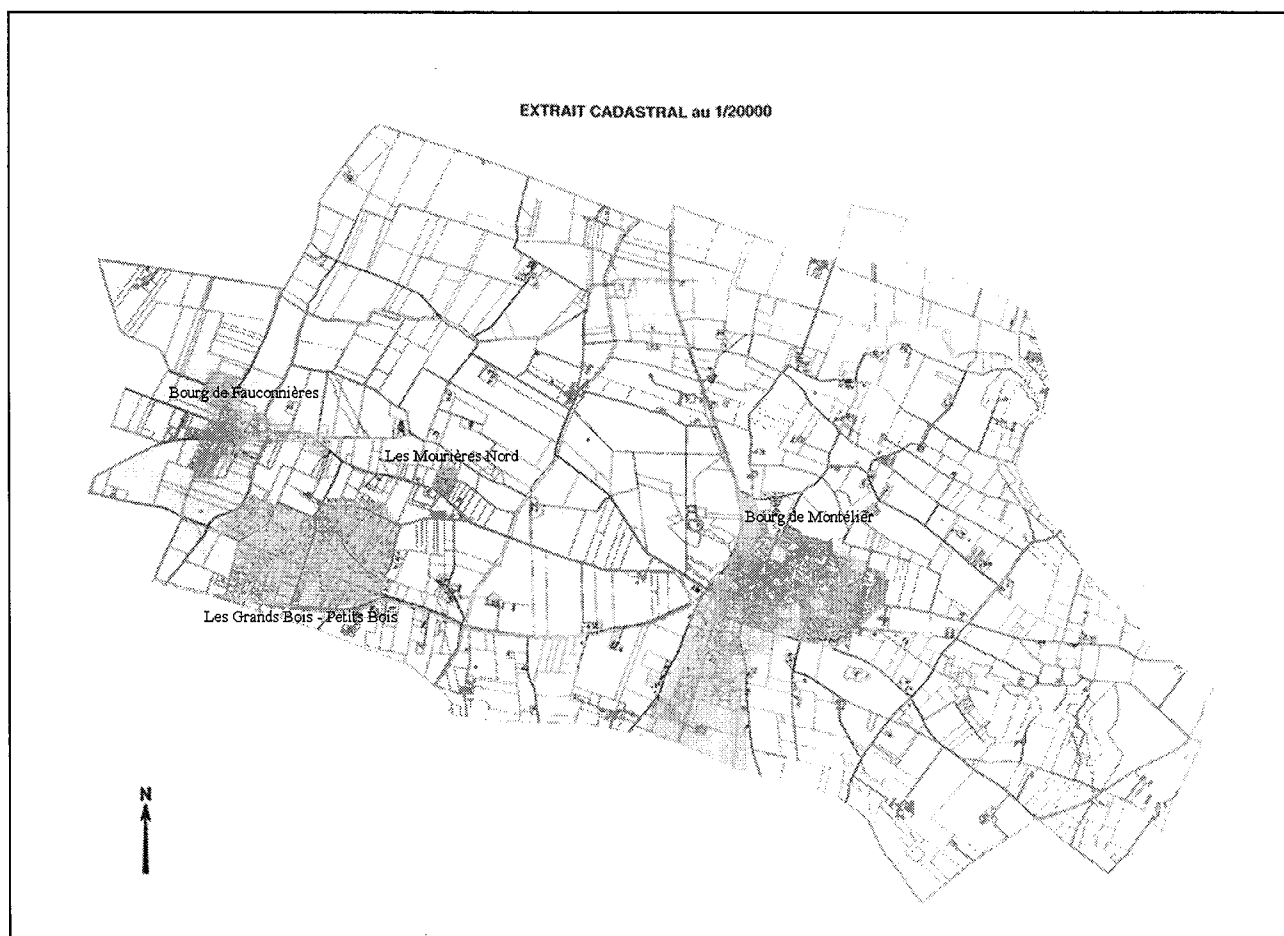 EXTRAIT CADASTRAL au 1/20000
Bourg de Fauconnières
Les Mourières Nord
Bourg de Montélier
Les Grands Bois - Petits Bois
N